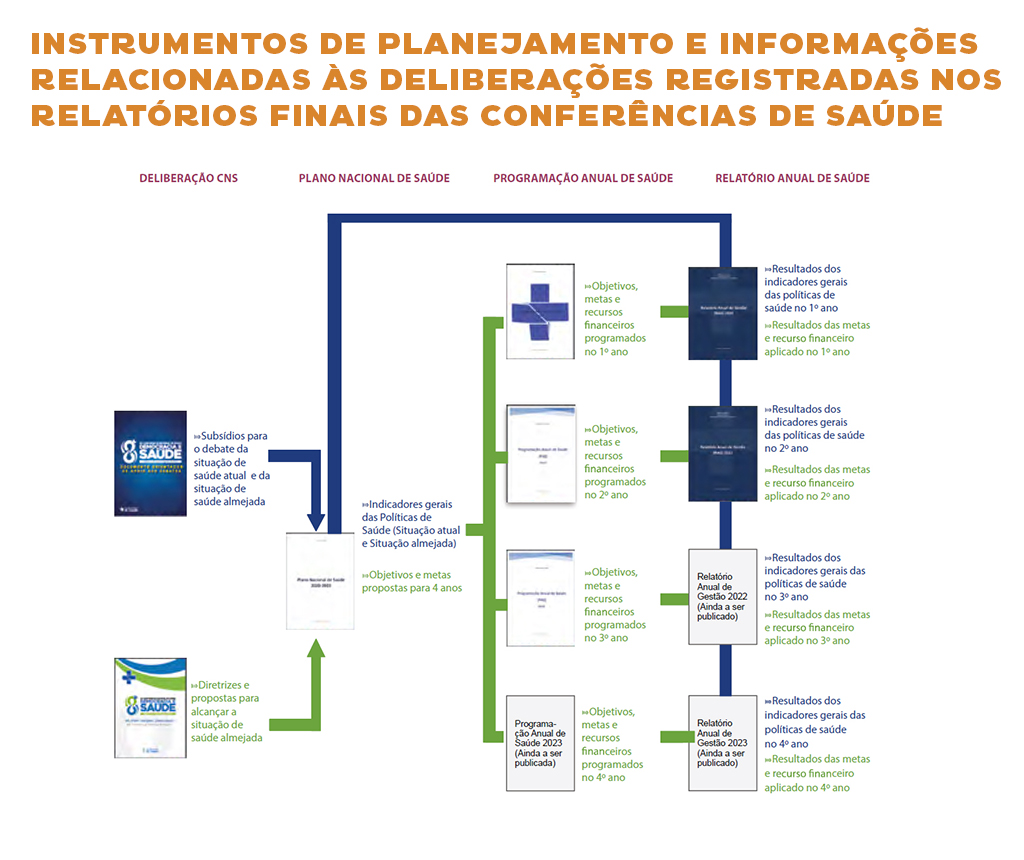 INSTRUMENTOS DE PLANEJAMENTO E INFORMAÇÕES
RELACIONADAS ÀS DELIBERAÇÕES REGISTRADAS NOS
RELATÓRIOS FINAIS DAS CONFERÊNCIAS DE SAÚDE
DELIBERAÇÃO CNS
PLANO NACIONAL DE SAÚDE
PROGRAMAÇÃO ANUAL DE SAÚDE
RELATÓRIO ANUAL DE SAÚDE
DEMOCRACIA E
SAÚDE
Subsídios para
o debate da
situação de
saúde atual e da
situação de
saúde almejada
SAÚDE
Diretrizes e
propostas para
alcançar a
situação de
saúde almejada
Plano Nacional de Saúde
2020-2023
Indicadores gerais
das Políticas de
Saúde (Situação atual
e Situação almejada)
Objetivos e metas
propostas para 4 anos
Objetivos,
metas e
recursos
financeiros
programados
no 1º ano
Relatório Anual de Gestão
Resultados dos
indicadores gerais
das políticas de
saúde no 1º ano
Resultados das metas
e recurso financeiro
aplicado no 1º ano
Programação Anual de Saúde
(PAS)
Objetivos,
metas e
recursos
financeiros
programados
no 2º ano
Relatório Anual de Gestão
Resultados dos
indicadores gerais
das políticas de saúde
no 2º ano
Resultados das metas
e recurso financeiro
aplicado no 2º ano
Programação Anual de Saúde
(PAS)
Objetivos,
metas e
recursos
financeiros
programados
no 3º ano
Relatório
Anual de
Gestão 2022
(Ainda a ser
publicado)
Resultados dos
indicadores gerais das
políticas de saúde
no 3º ano
Resultados das metas
e recurso financeiro
aplicado no 3º ano
Programa-
ção Anual de
Saúde 2023
(Ainda a ser
publicada)
Objetivos,
metas e
recursos
financeiros
programados
no 4º ano
Relatório
Anual de
Gestão 2023
(Ainda a ser
publicado)
Resultados dos
indicadores gerais das
políticas de saúde
no 4º ano
Resultados das metas
e recurso financeiro
aplicado no 4º ano